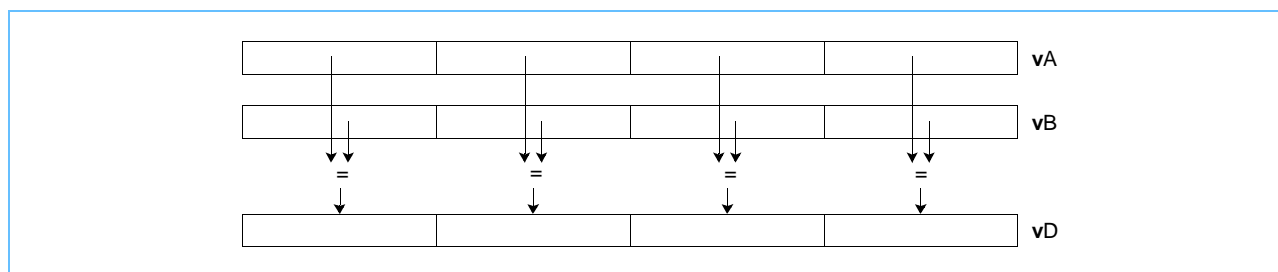 vA
vB
= = = =
vD